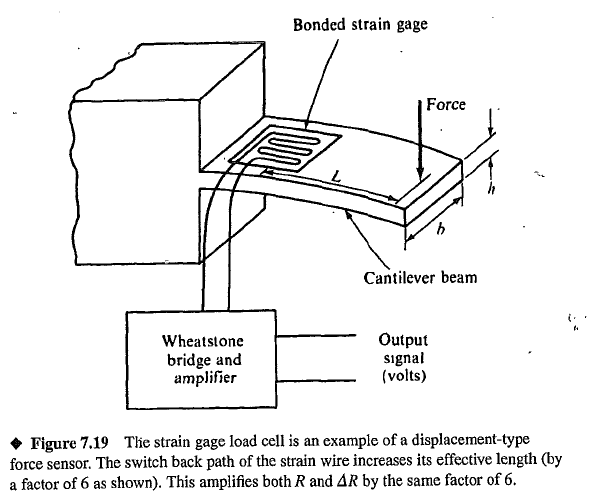 Bonded strain gage
Force
L
h
b
Cantilever beam
Wheatstone
bridge and
amplifier
Output
signal
(volts)
◆ Figure 7.19 The strain gage load cell is an example of a displacement-type
force sensor. The switch back path of the strain wire increases its effective length (by
a factor of 6 as shown). This amplifies both R and ΔR by the same factor of 6.